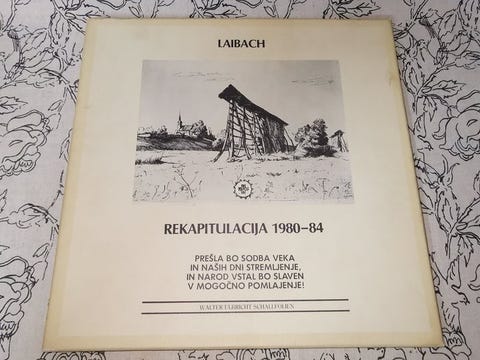 LAIBACH
REKAPITULACIJA 1980–84
PREŠLA BO SODBA VEKA
IN NAŠIH DNI STREMLJENJE,
IN NAROD VSTAL BO SLAVEN
V MOGOČNO POMLAJENJE!
WALTER ULBRICHT SCHALLFOLIEN